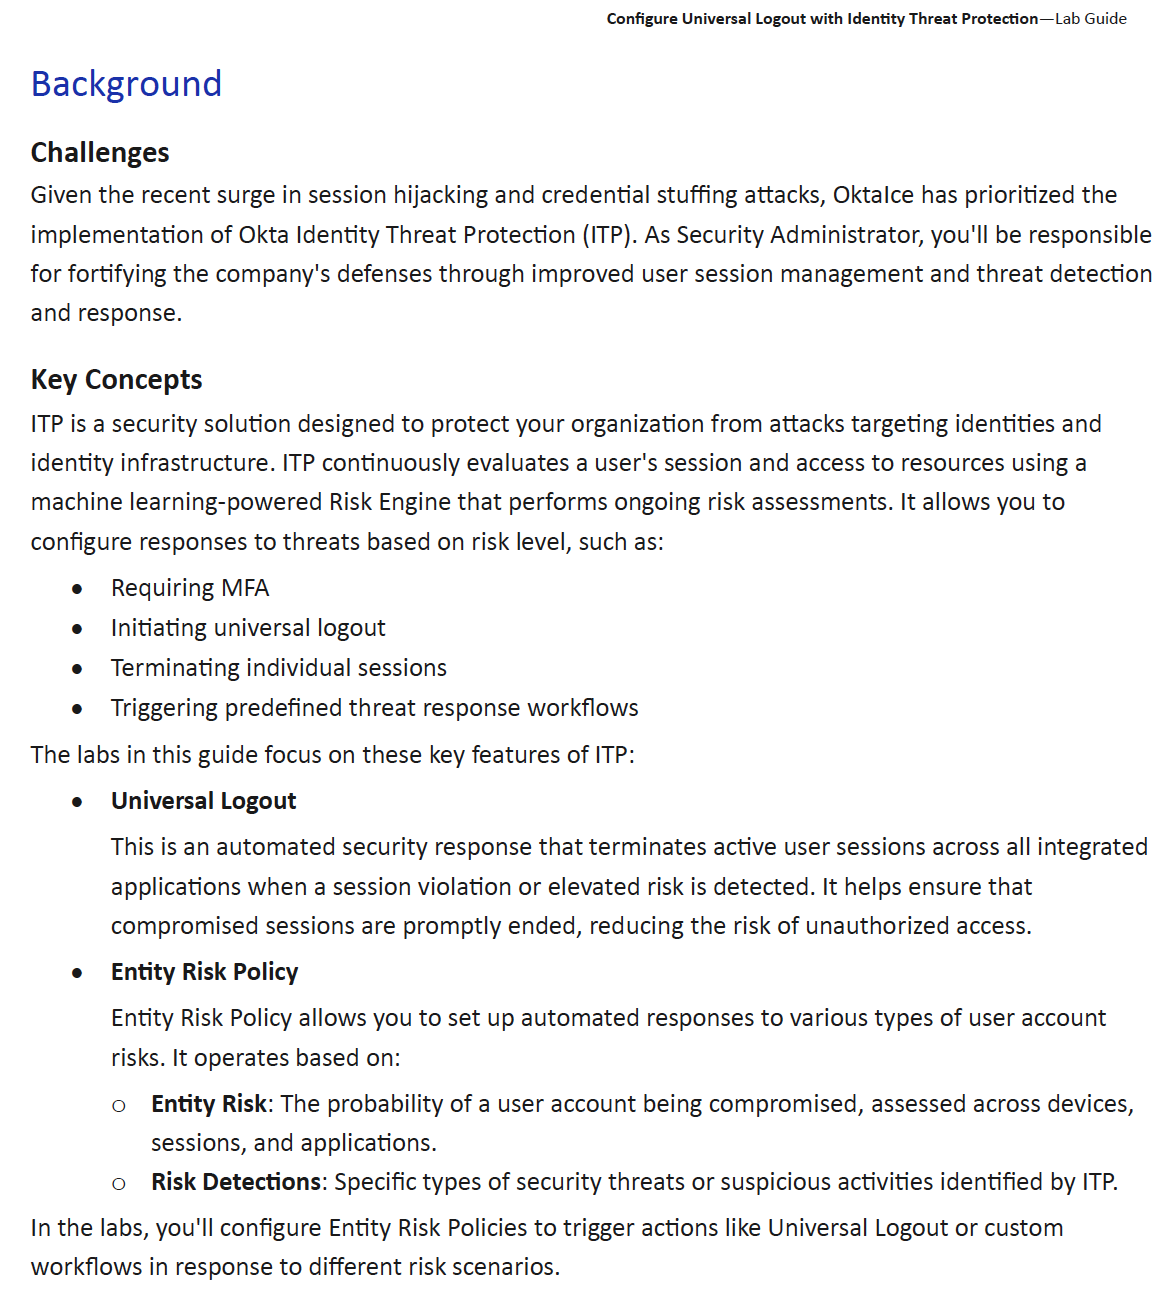 Configure Universal Logout with Identity Threat Protection—Lab Guide
Background
Challenges
Given the recent surge in session hijacking and credential stuffing attacks, OktaIce has prioritized the
implementation of Okta Identity Threat Protection (ITP). As Security Administrator, you'll be responsible
for fortifying the company's defenses through improved user session management and threat detection
and response.
Key Concepts
ITP is a security solution designed to protect your organization from attacks targeting identities and
identity infrastructure. ITP continuously evaluates a user's session and access to resources using a
machine learning-powered Risk Engine that performs ongoing risk assessments. It allows you to
configure responses to threats based on risk level, such as:
● Requiring MFA
● Initiating universal logout
● Terminating individual sessions
● Triggering predefined threat response workflows
The labs in this guide focus on these key features of ITP:
● Universal Logout
This is an automated security response that terminates active user sessions across all integrated
applications when a session violation or elevated risk is detected. It helps ensure that
compromised sessions are promptly ended, reducing the risk of unauthorized access.
● Entity Risk Policy
Entity Risk Policy allows you to set up automated responses to various types of user account
risks. It operates based on:
○ Entity Risk: The probability of a user account being compromised, assessed across devices,
sessions, and applications.
○ Risk Detections: Specific types of security threats or suspicious activities identified by ITP.
In the labs, you'll configure Entity Risk Policies to trigger actions like Universal Logout or custom
workflows in response to different risk scenarios.